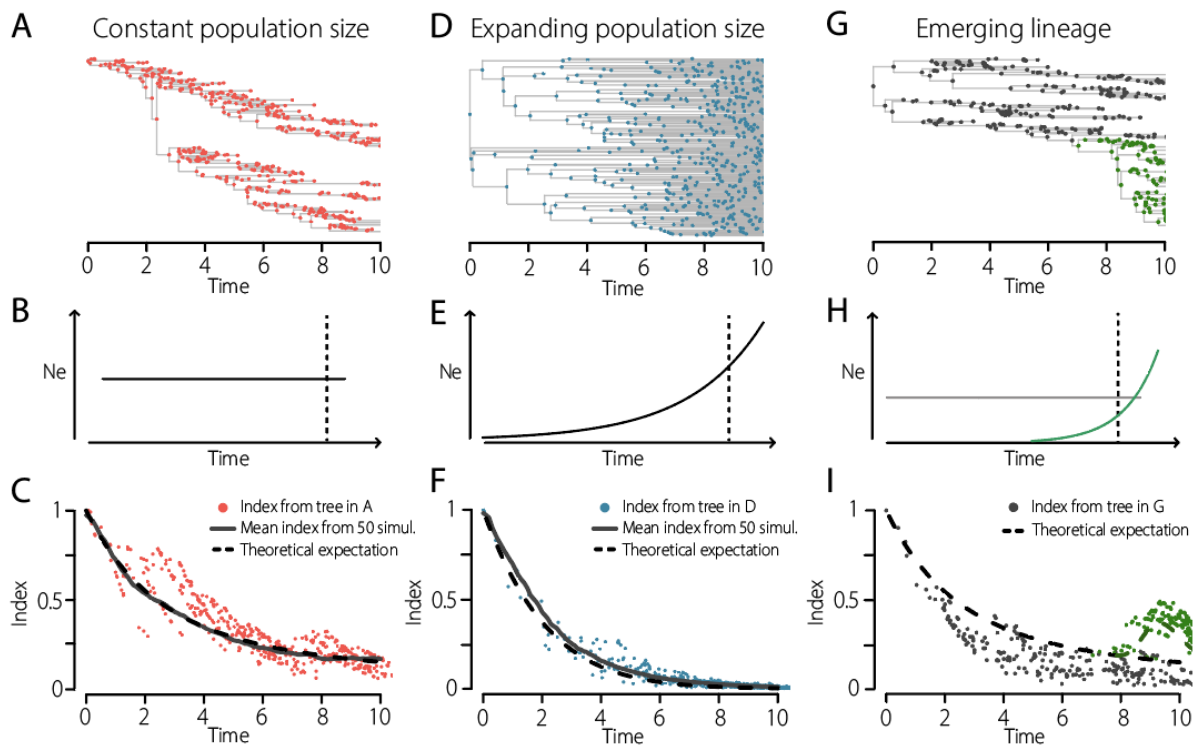 A Constant population size
D Expanding population size
G Emerging lineage
0 2 4 6 8 10
Time
0 2 4 6 8 10
Time
0 2 4 6 8 10
Time
B
Ne
Time
E
Ne
Time
H
Ne
Time
C
1
0.5
0
Index
Index from tree in A
Mean index from 50 simul.
Theoretical expectation
0 2 4 6 8 10
Time
F
1
0.5
0
Index
Index from tree in D
Mean index from 50 simul.
Theoretical expectation
0 2 4 6 8 10
Time
I
1
0.5
0
Index
Index from tree in G
Theoretical expectation
0 2 4 6 8 10
Time